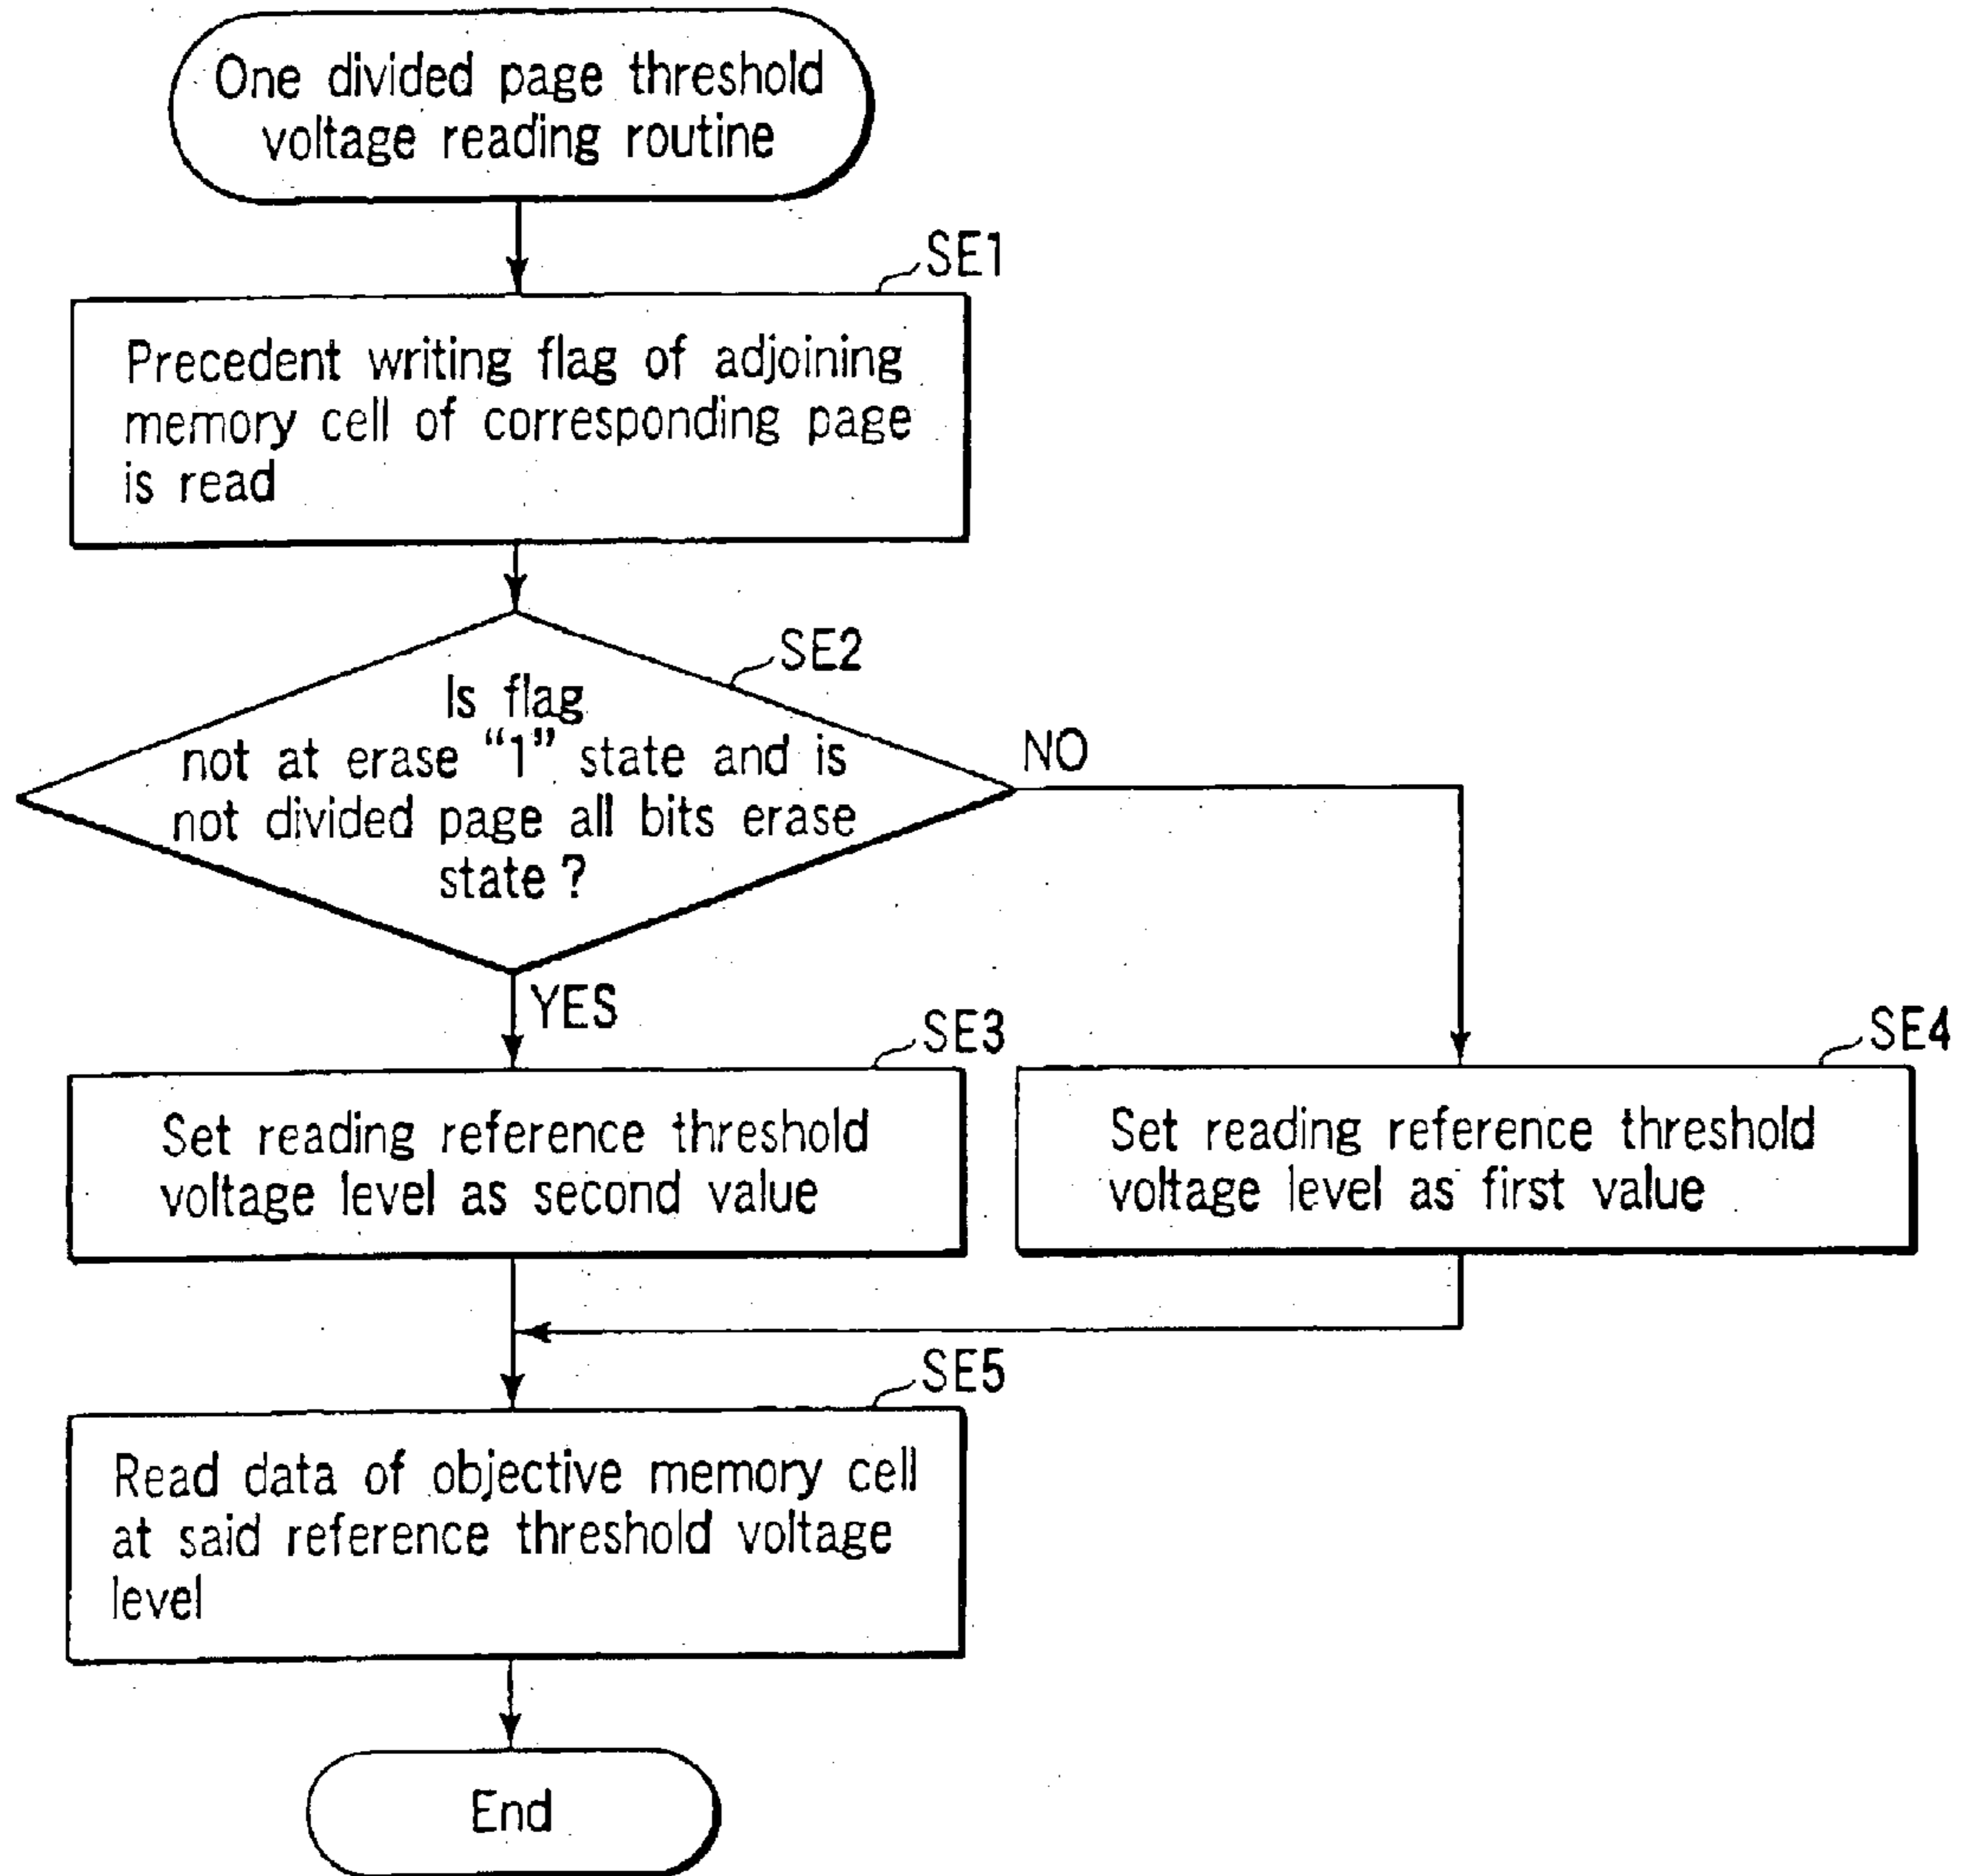 One divided page threshold
voltage reading routine
SE1
Precedent writing flag of adjoining
memory cell of corresponding page
is read
SE2
Is flag
not at erase “1” state and is
not divided page all bits erase
state ?
NO
YES
SE3
Set reading reference threshold
voltage level as second value
SE4
Set reading reference threshold
voltage level as first value
SE5
Read data of objective memory cell
at said reference threshold voltage
level
End